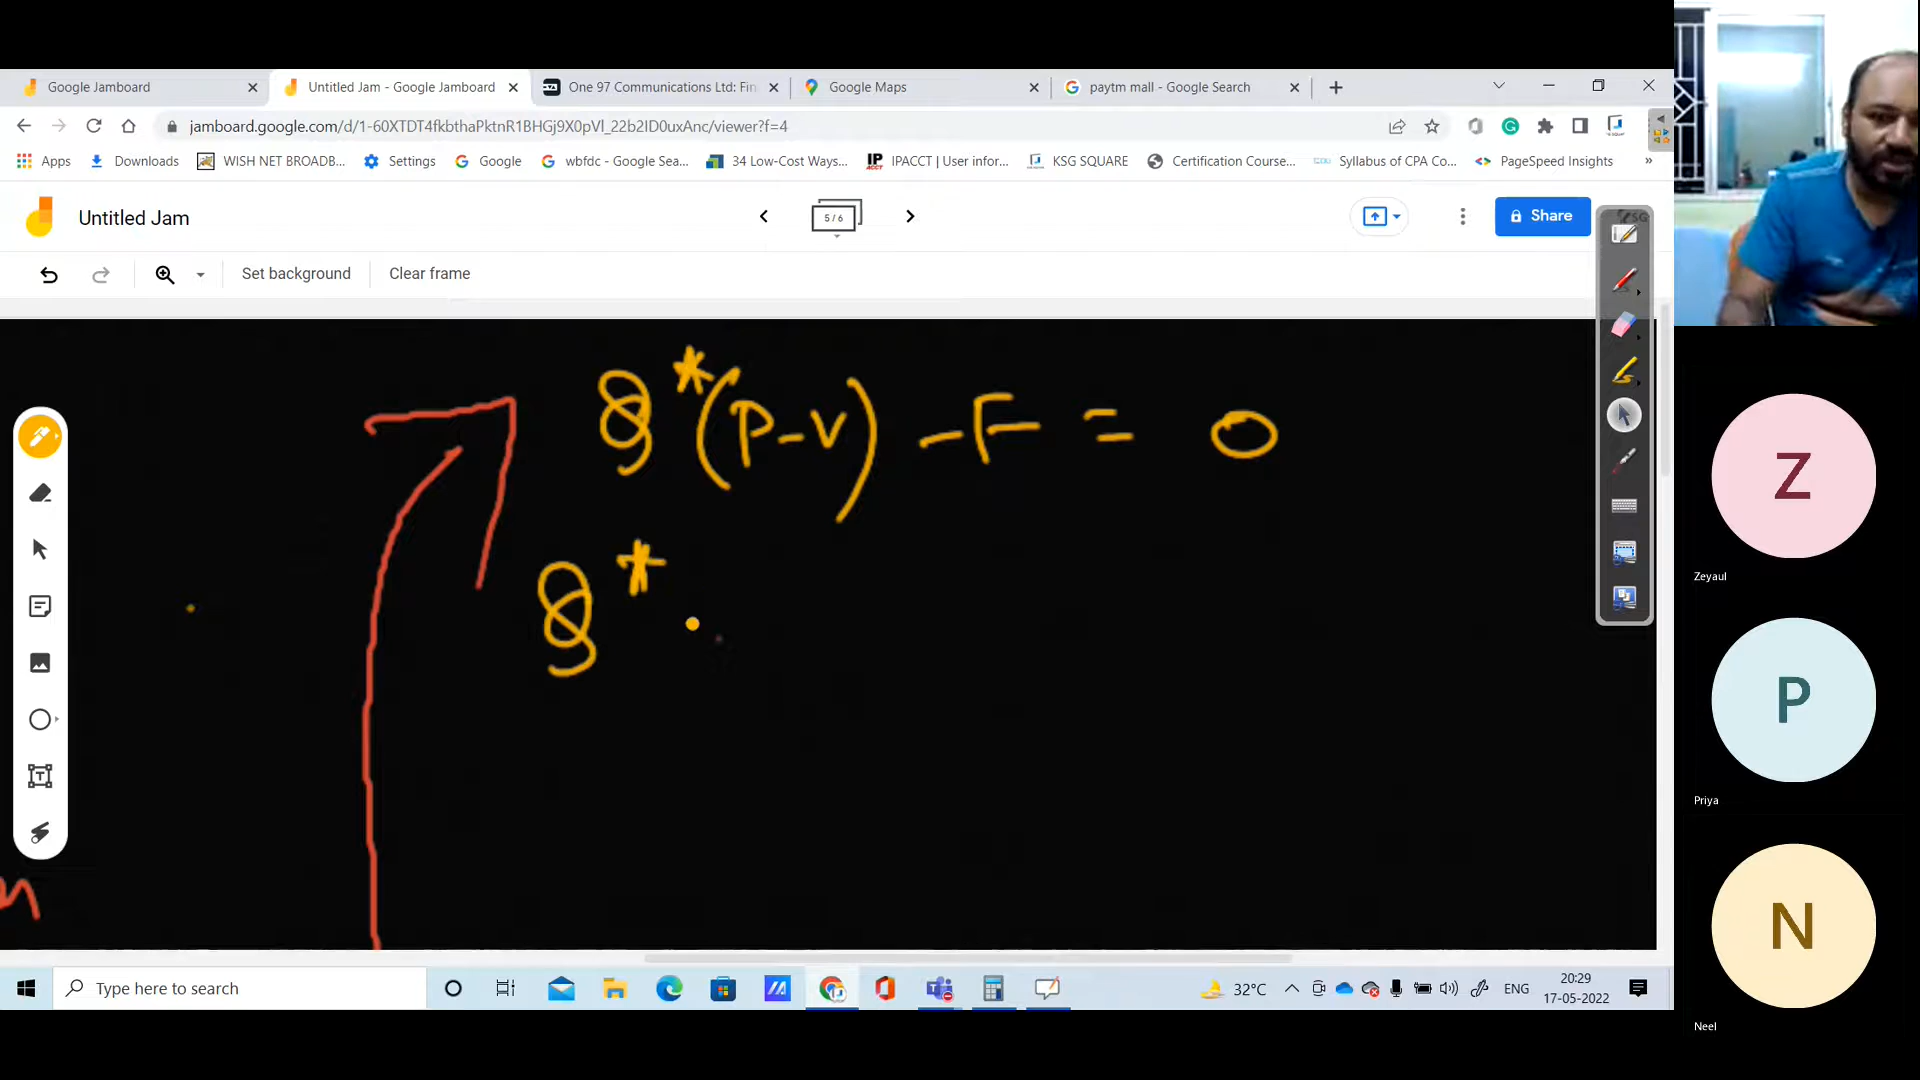 Google Jamboard
Untitled Jam - Google Jamboard
One 97 Communications Ltd: Fin
Google Maps
paytm mall - Google Search
jamboard.google.com/d/1-60XTDT4fkbthaPktnR1BHGj9X0pVl_22b2ID0uxAnc/viewer?f=4
Apps
Downloads
WISH NET BROADB...
Settings
Google
wbfdc - Google Sea...
34 Low-Cost Ways...
IPACCT | User infor...
KSG SQUARE
Certification Course...
Syllabus of CPA Co...
PageSpeed Insights
»
Untitled Jam
5 / 6
Share
Set background
Clear frame
Q*(P-V) - F = 0
Q*
Z
Zeyaul
P
Priya
N
Neel
Type here to search
32°C
ENG
20:29
17-05-2022